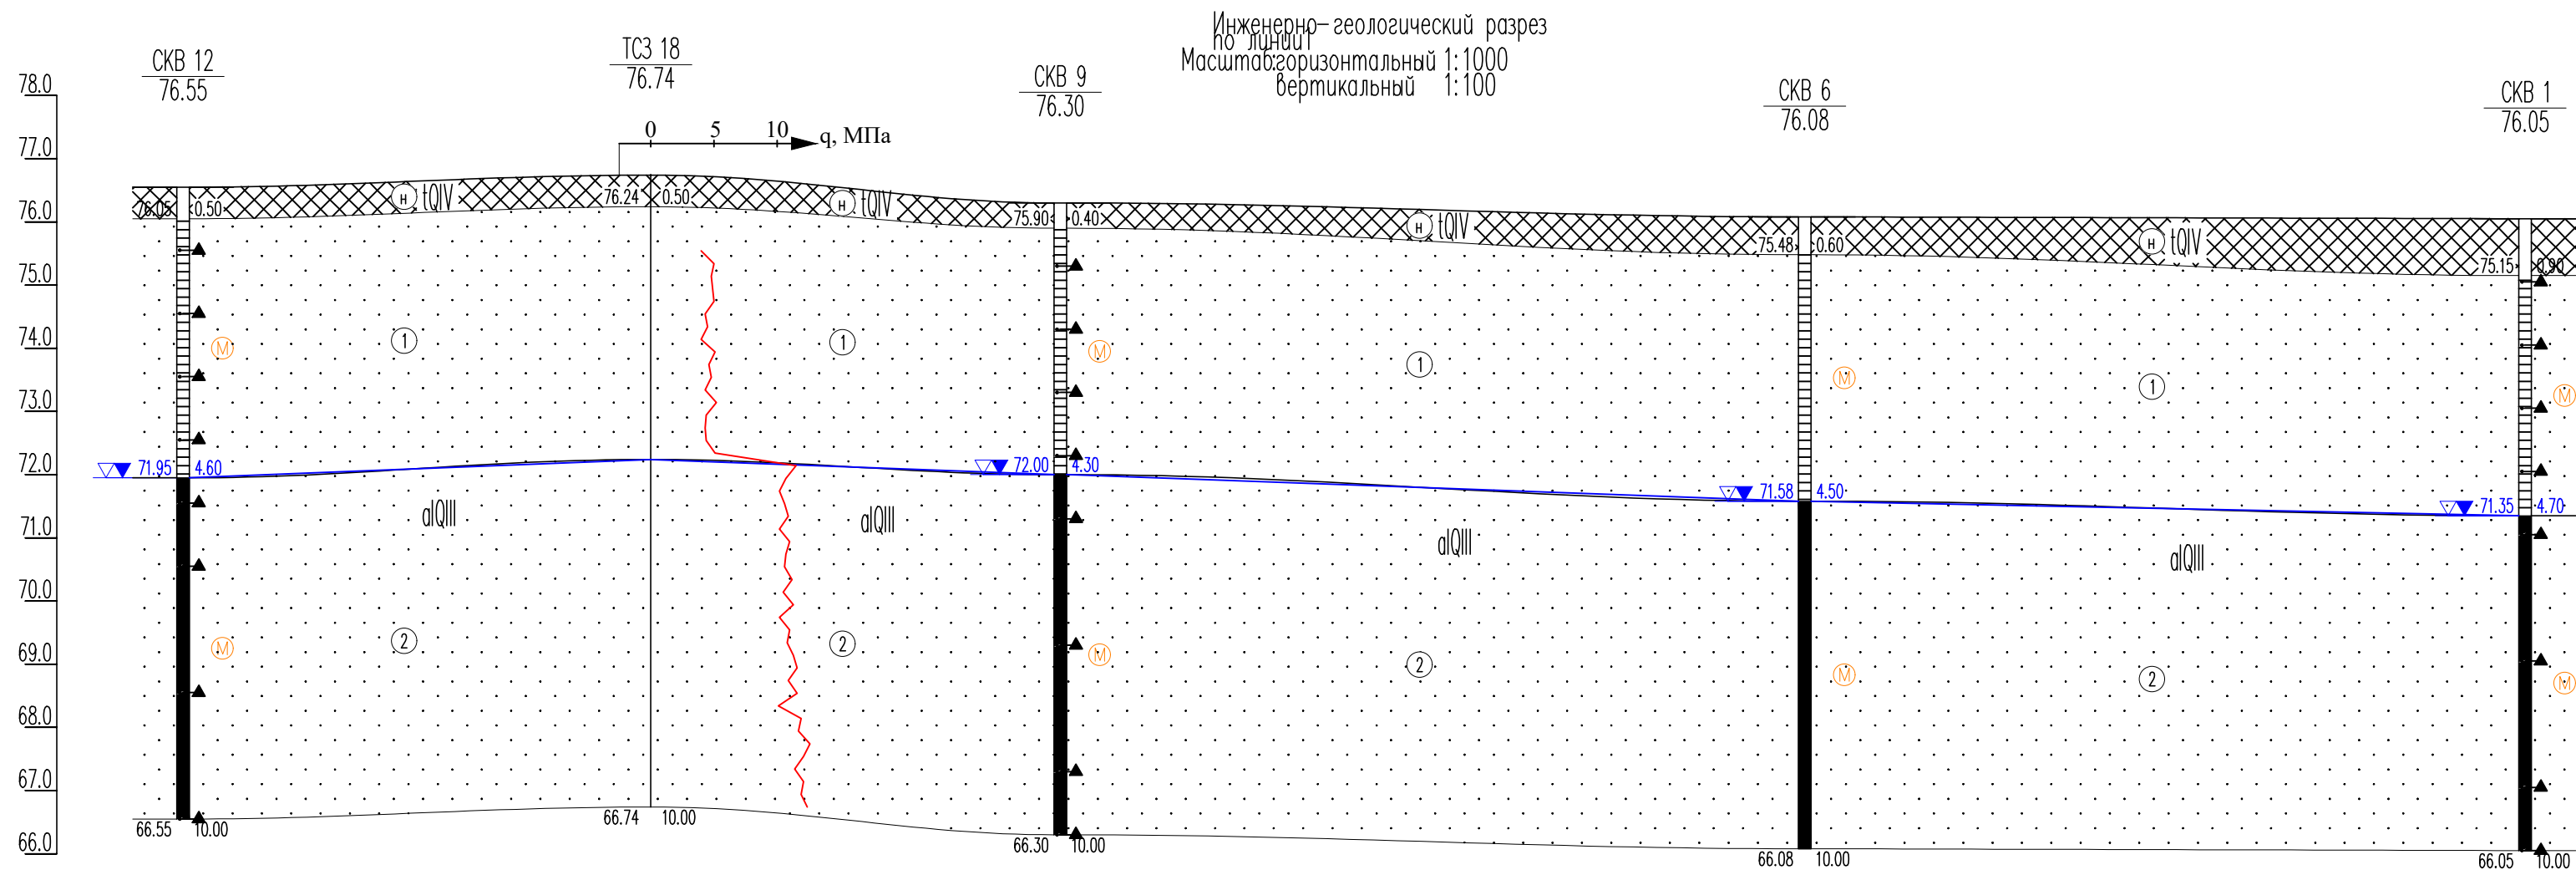 Инженерно-геологический разрез
по линии1
Масштаб:горизонтальный 1:1000
вертикальный 1:100
СКВ 12
76.55
ТСЗ 18
76.74
СКВ 9
76.30
СКВ 6
76.08
СКВ 1
76.05
0 5 10 q, МПа
78.0
77.0
76.0
75.0
74.0
73.0
72.0
71.0
70.0
69.0
68.0
67.0
66.0
76.05 0.50
н tQIV
76.24 0.50
н tQIV
75.90 0.40
н tQIV
75.48 0.60
н tQIV
75.15 0.90
М 1 1 М 1 М 1 М
71.95 4.60
72.00 4.30
71.58 4.50
71.35 4.70
alQIII alQIII alQIII alQIII
М 2 2 М 2 М 2 М
66.55 10.00
66.74 10.00
66.30 10.00
66.08 10.00
66.05 10.00